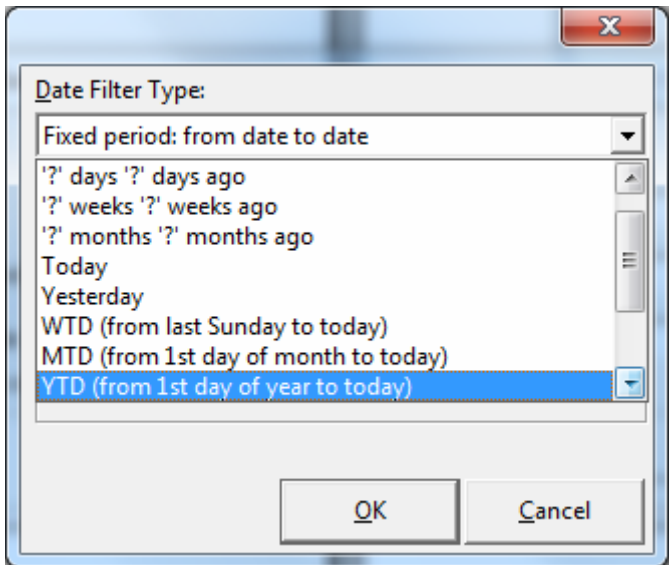 Date Filter Type:
Fixed period: from date to date
'?' days '?' days ago
'?' weeks '?' weeks ago
'?' months '?' months ago
Today
Yesterday
WTD (from last Sunday to today)
MTD (from 1st day of month to today)
YTD (from 1st day of year to today)
OK
Cancel